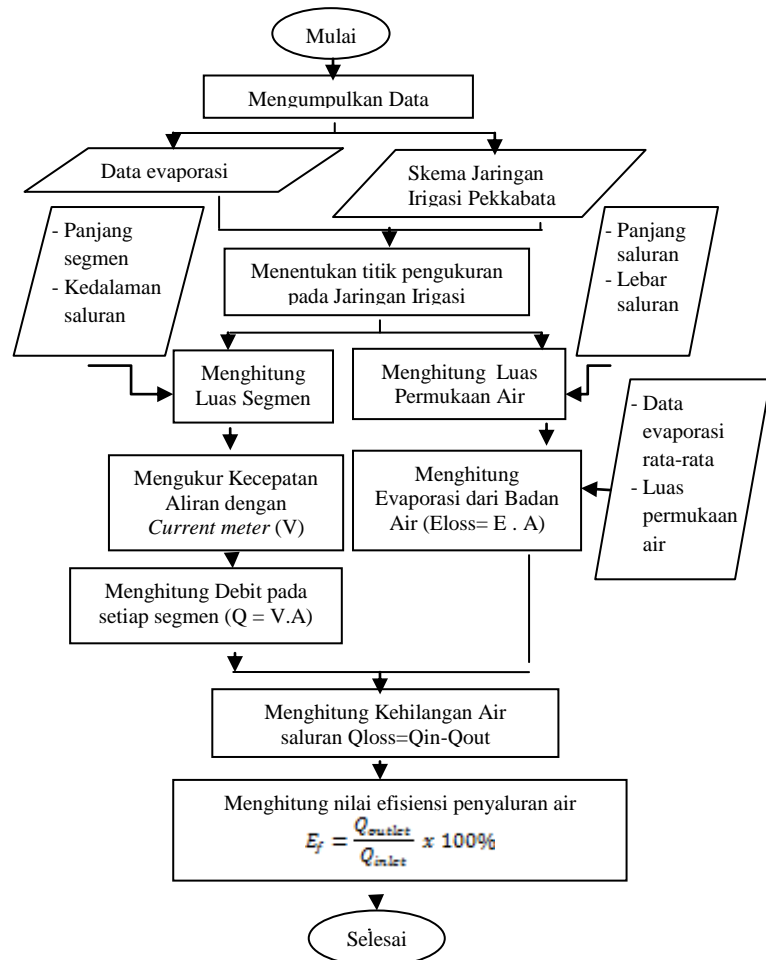 Mulai
Mengumpulkan Data
Data evaporasi
Skema Jaringan
Irigasi Pekkabata
- Panjang
segmen
- Kedalaman
saluran
- Panjang
saluran
- Lebar
saluran
Menentukan titik pengukuran
pada Jaringan Irigasi
Menghitung
Luas Segmen
Menghitung Luas
Permukaan Air
- Data
evaporasi
rata-rata
- Luas
permukaan
air
Mengukur Kecepatan
Aliran dengan
Current meter (V)
Menghitung
Evaporasi dari Badan
Air (Eloss= E . A)
Menghitung Debit pada
setiap segmen (Q = V.A)
Menghitung Kehilangan Air
saluran Qloss=Qin-Qout
Menghitung nilai efisiensi penyaluran air
E_f = Q_outlet / Q_inlet x 100%
Selesai